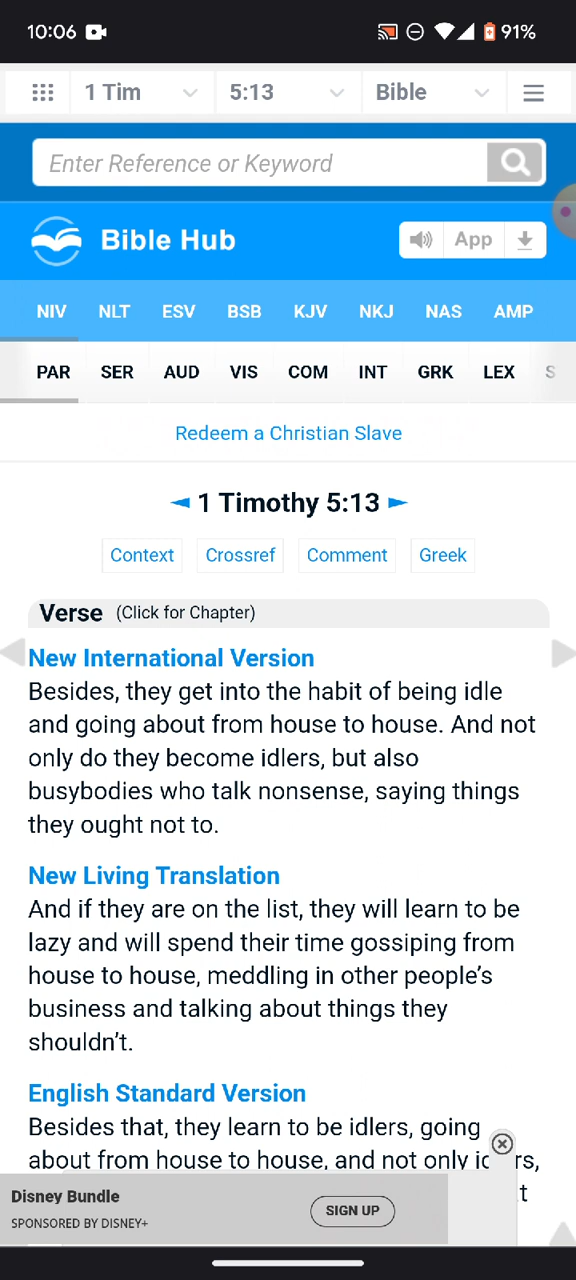 10:06 91%
1 Tim 5:13 Bible
Enter Reference or Keyword
Bible Hub App
NIV NLT ESV BSB KJV NKJ NAS AMP
PAR SER AUD VIS COM INT GRK LEX S
Redeem a Christian Slave
1 Timothy 5:13
Context Crossref Comment Greek
Verse (Click for Chapter)
New International Version
Besides, they get into the habit of being idle
and going about from house to house. And not
only do they become idlers, but also
busybodies who talk nonsense, saying things
they ought not to.
New Living Translation
And if they are on the list, they will learn to be
lazy and will spend their time gossiping from
house to house, meddling in other people’s
business and talking about things they
shouldn’t.
English Standard Version
Besides that, they learn to be idlers, going
about from house to house, and not only
Disney Bundle
SPONSORED BY DISNEY+
SIGN UP